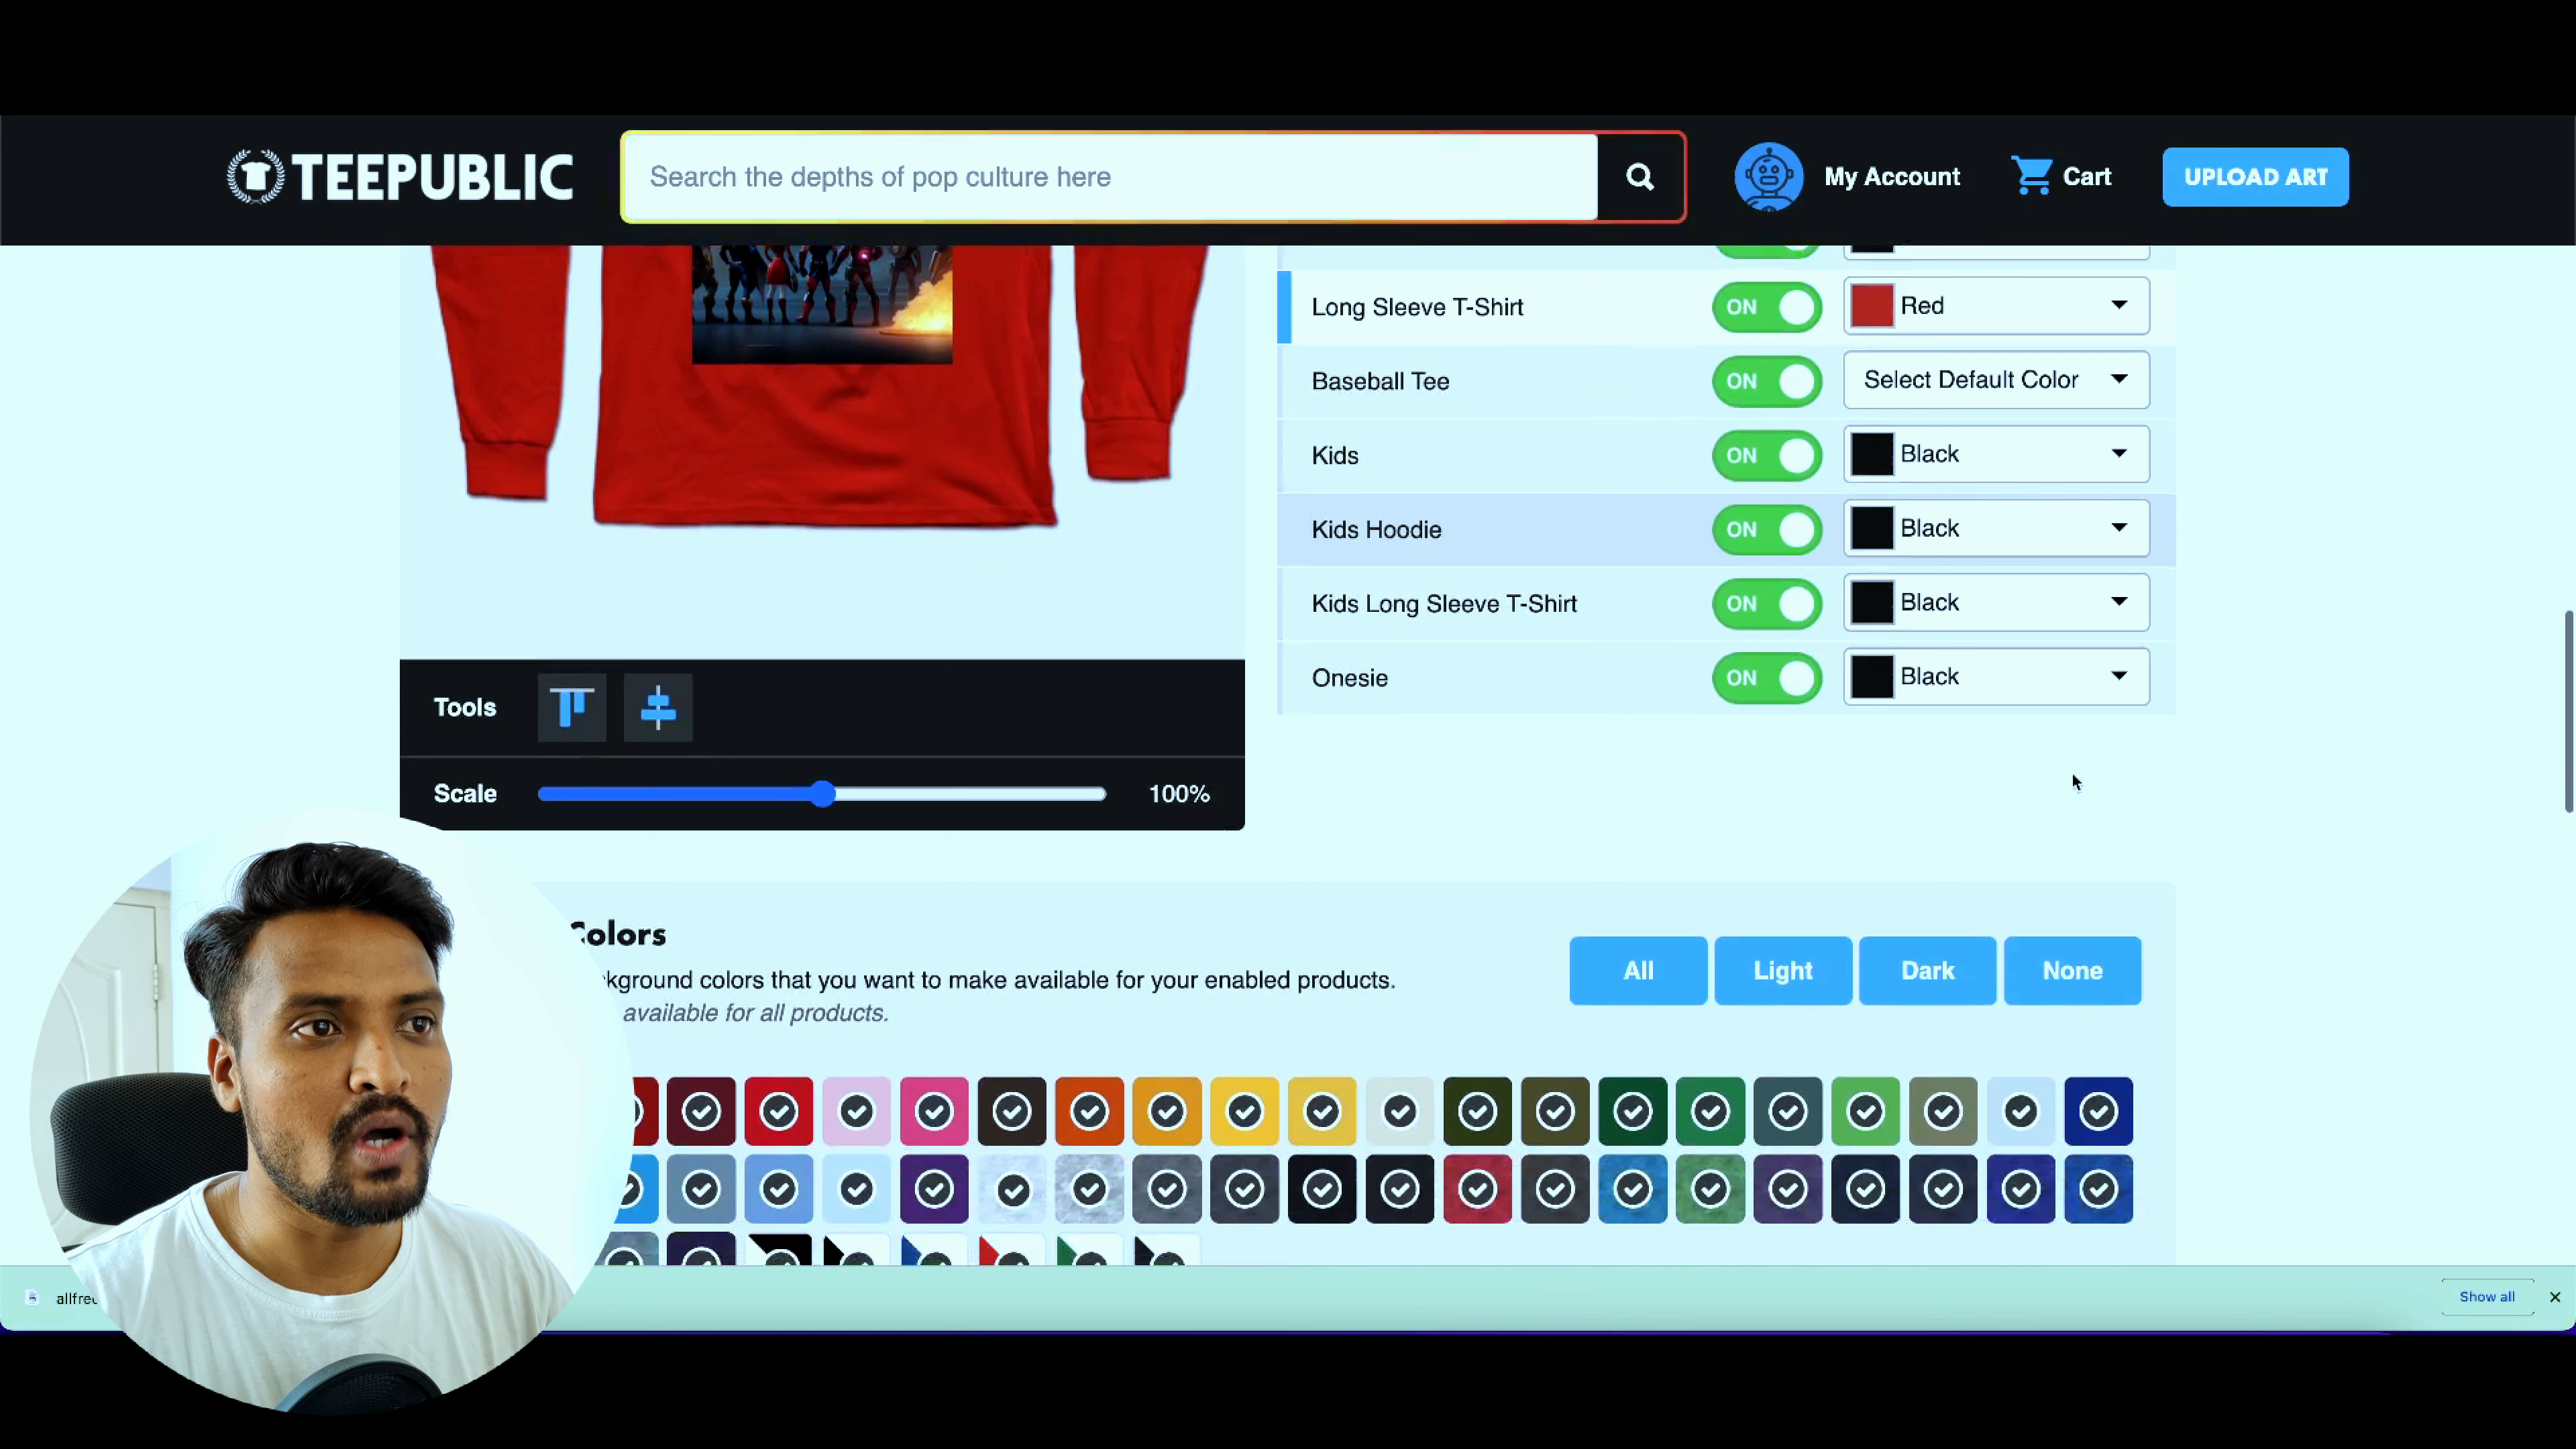 TEEPUBLIC
Search the depths of pop culture here
My Account
Cart
UPLOAD ART
Long Sleeve T-Shirt ON Red
Baseball Tee ON Select Default Color
Kids ON Black
Kids Hoodie ON Black
Kids Long Sleeve T-Shirt ON Black
Onesie ON Black
Tools
Scale 100%
Colors
All Light Dark None
colors that you want to make available for your enabled products.
available for all products.
Show all